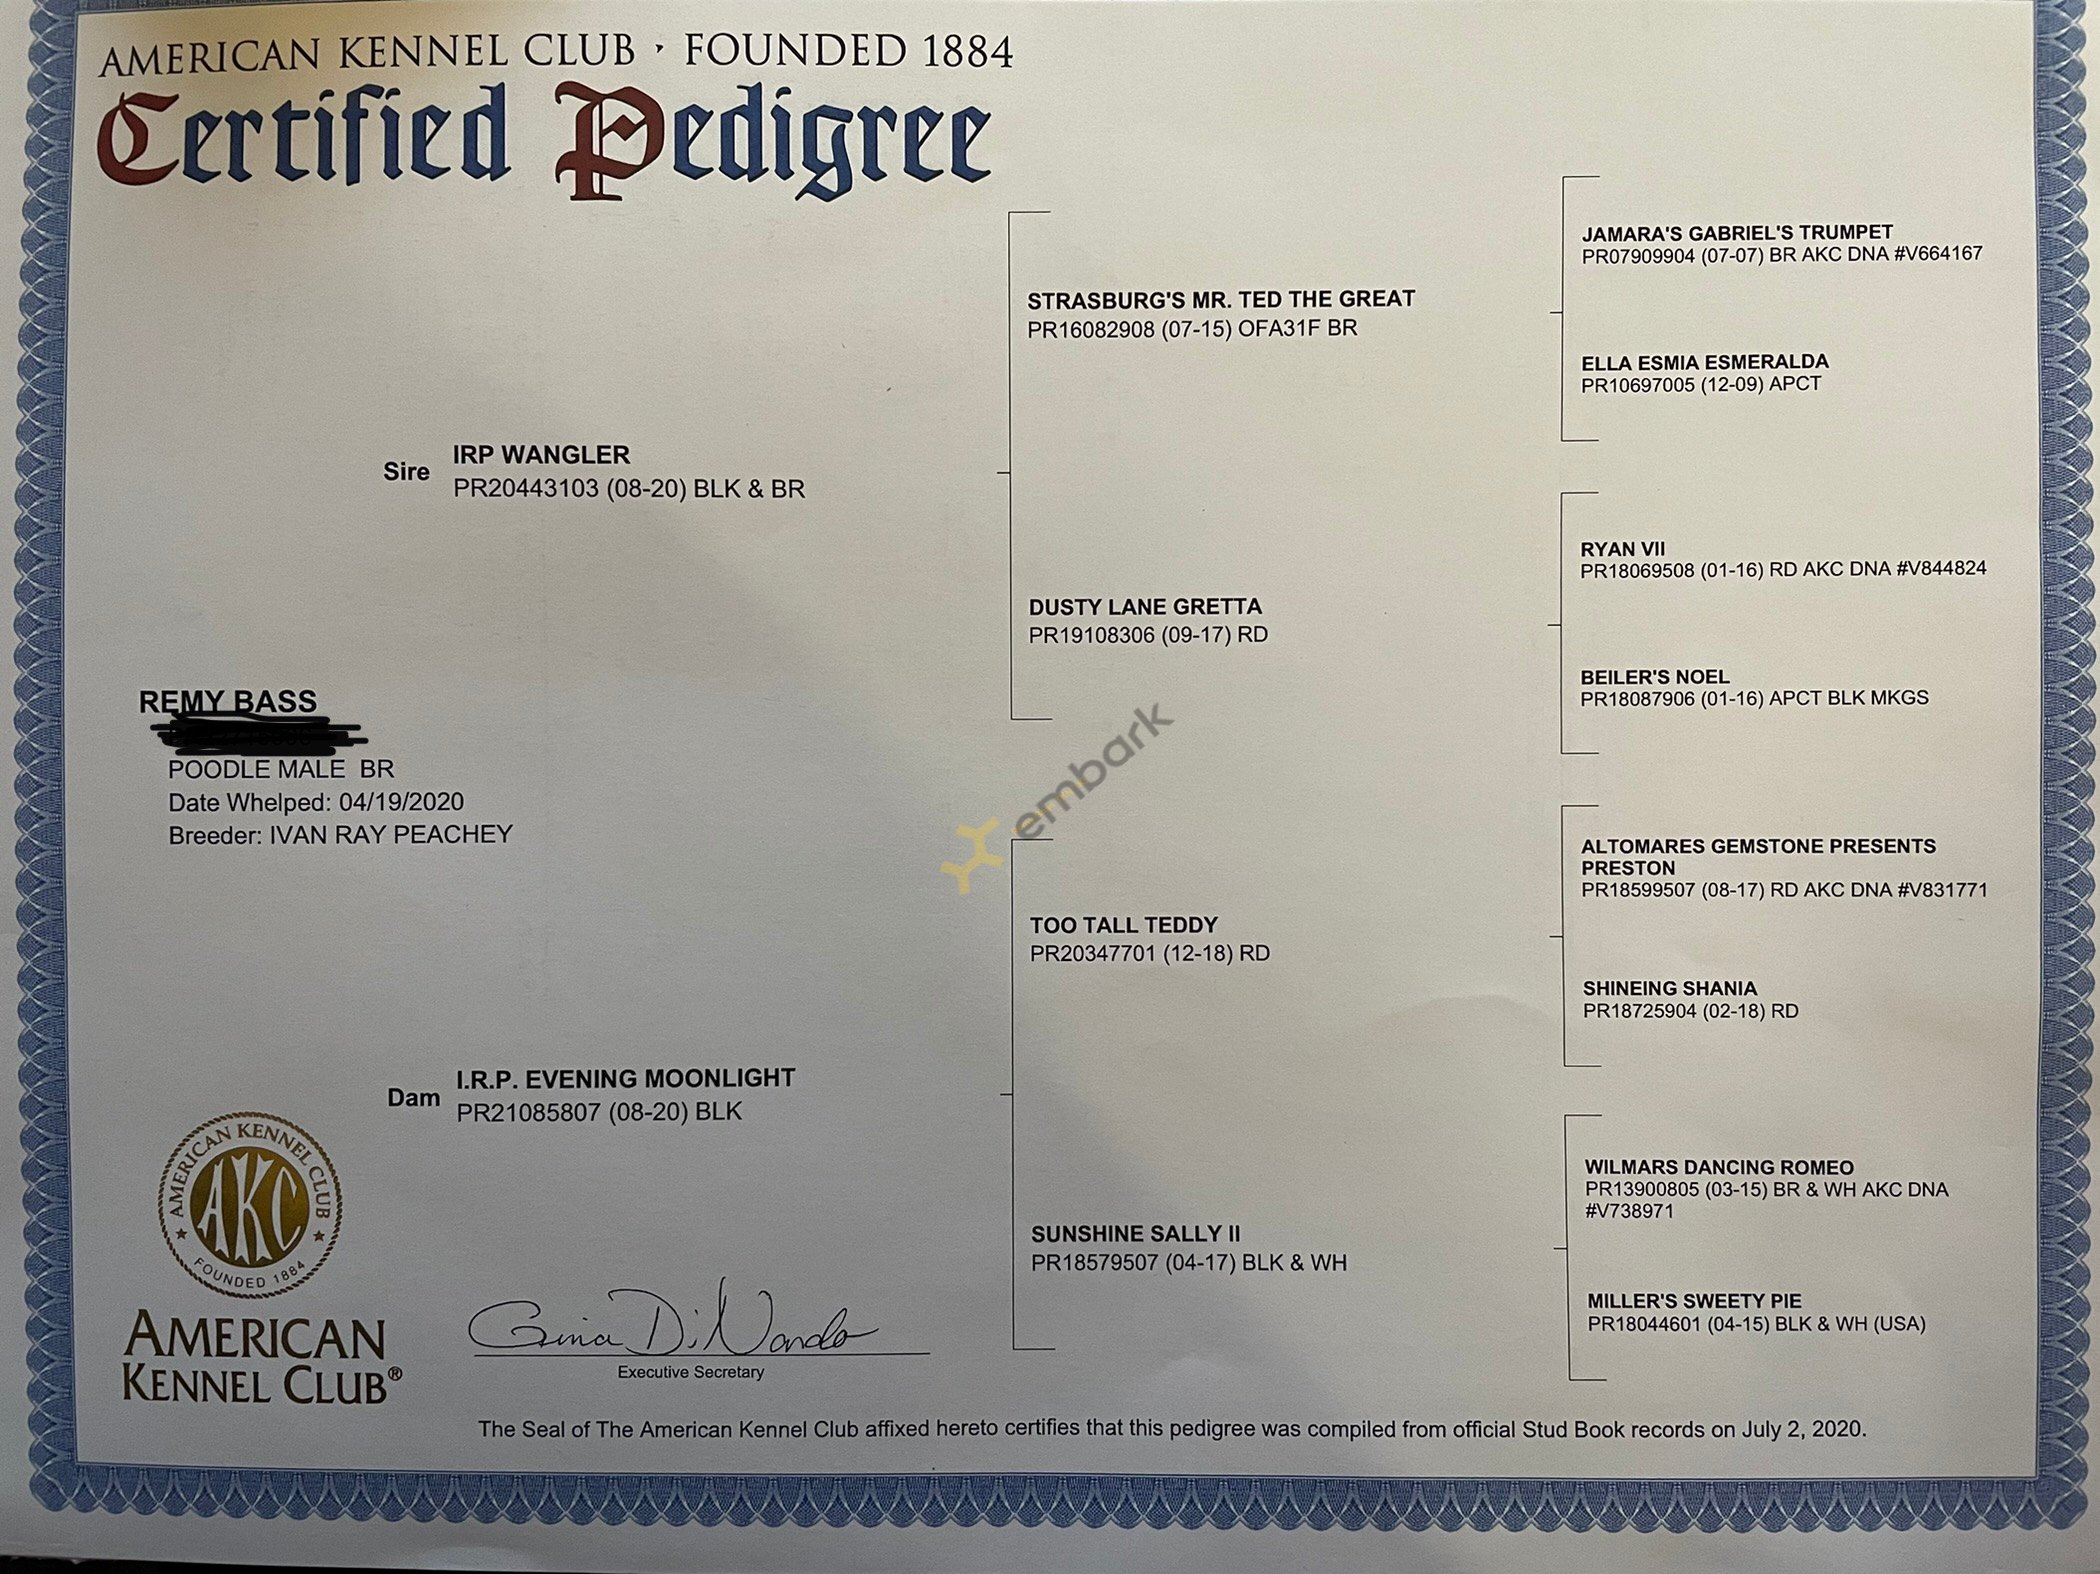 AMERICAN KENNEL CLUB · FOUNDED 1884
Certified Pedigree
JAMARA'S GABRIEL'S TRUMPET
PR07909904 (07-07) BR AKC DNA #V664167
STRASBURG'S MR. TED THE GREAT
PR16082908 (07-15) OFA31F BR
ELLA ESMIA ESMERALDA
PR10697005 (12-09) APCT
Sire
IRP WANGLER
PR20443103 (08-20) BLK & BR
RYAN VII
PR18069508 (01-16) RD AKC DNA #V844824
DUSTY LANE GRETTA
PR19108306 (09-17) RD
BEILER'S NOEL
PR18087906 (01-16) APCT BLK MKGS
REMY BASS
POODLE MALE BR
Date Whelped: 04/19/2020
Breeder: IVAN RAY PEACHEY
embark
ALTOMARES GEMSTONE PRESENTS
PRESTON
PR18599507 (08-17) RD AKC DNA #V831771
TOO TALL TEDDY
PR20347701 (12-18) RD
SHINEING SHANIA
PR18725904 (02-18) RD
Dam
I.R.P. EVENING MOONLIGHT
PR21085807 (08-20) BLK
WILMARS DANCING ROMEO
PR13900805 (03-15) BR & WH AKC DNA
#V738971
SUNSHINE SALLY II
PR18579507 (04-17) BLK & WH
MILLER'S SWEETY PIE
PR18044601 (04-15) BLK & WH (USA)
AMERICAN KENNEL CLUB
AKC
FOUNDED 1884
AMERICAN
KENNEL CLUB®
Gina DiNardo
Executive Secretary
The Seal of The American Kennel Club affixed hereto certifies that this pedigree was compiled from official Stud Book records on July 2, 2020.